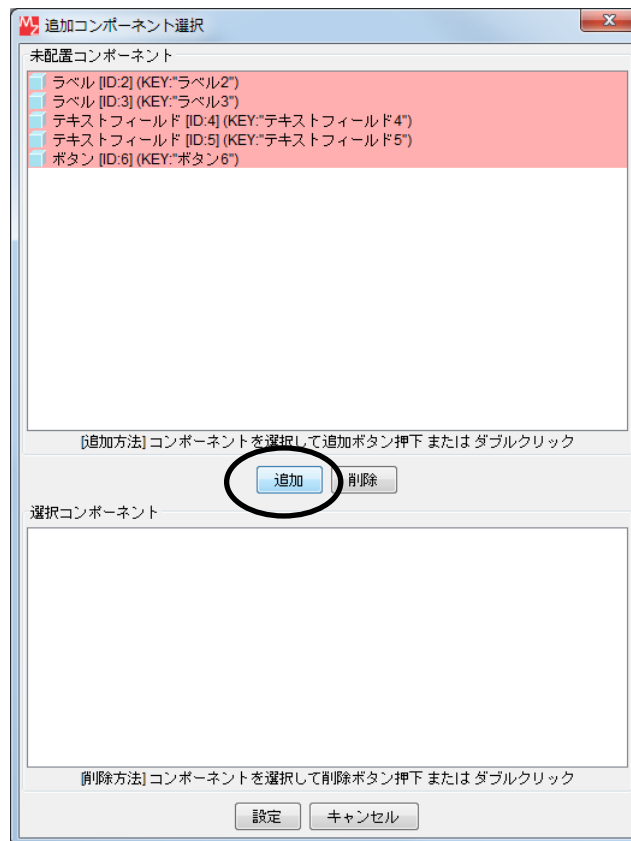 追加コンポーネント選択
未配置コンポーネント
ラベル [ID:2] (KEY:"ラベル2")
ラベル [ID:3] (KEY:"ラベル3")
テキストフィールド [ID:4] (KEY:"テキストフィールド4")
テキストフィールド [ID:5] (KEY:"テキストフィールド5")
ボタン [ID:6] (KEY:"ボタン6")
[追加方法] コンポーネントを選択して追加ボタン押下 または ダブルクリック
追加 削除
選択コンポーネント
[削除方法] コンポーネントを選択して削除ボタン押下 または ダブルクリック
設定 キャンセル